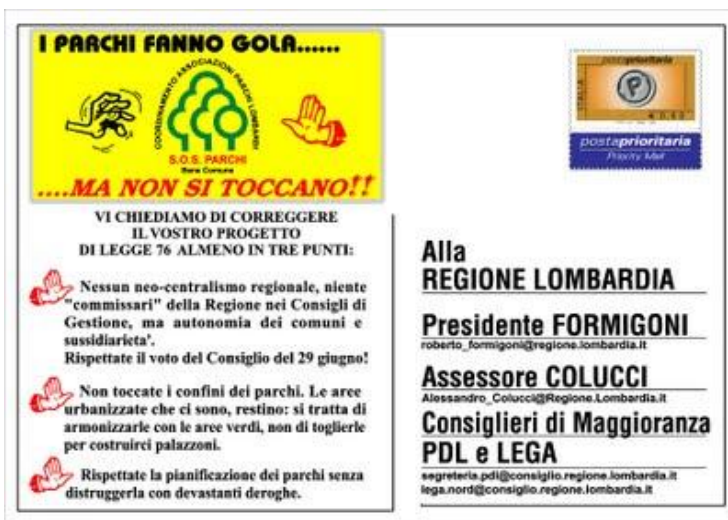 I PARCHI FANNO GOLA......
COORDINAMENTO ASSOCIAZIONI PARCHI LOMBARDI
S.O.S. PARCHI
Bene Comune
....MA NON SI TOCCANO!!
VI CHIEDIAMO DI CORREGGERE
IL VOSTRO PROGETTO
DI LEGGE 76 ALMENO IN TRE PUNTI:
Nessun neo-centralismo regionale, niente
"commissari" della Regione nei Consigli di
Gestione, ma autonomia dei comuni e
sussidiarieta'.
Rispettate il voto del Consiglio del 29 giugno!
Non toccate i confini dei parchi. Le aree
urbanizzate che ci sono, restino: si tratta di
armonizzarle con le aree verdi, non di toglierle
per costruirci palazzoni.
Rispettate la pianificazione dei parchi senza
distruggerla con devastanti deroghe.
postaprioritaria
ITALIA
P
€ 0,60
postaprioritaria
Priority Mail
Alla
REGIONE LOMBARDIA
Presidente FORMIGONI
roberto_formigoni@regione.lombardia.it
Assessore COLUCCI
Alessandro_Colucci@Regione.Lombardia.it
Consiglieri di Maggioranza
PDL e LEGA
segreteria.pdl@consiglio.regione.lombardia.it
lega.nord@consiglio.regione.lombardia.it